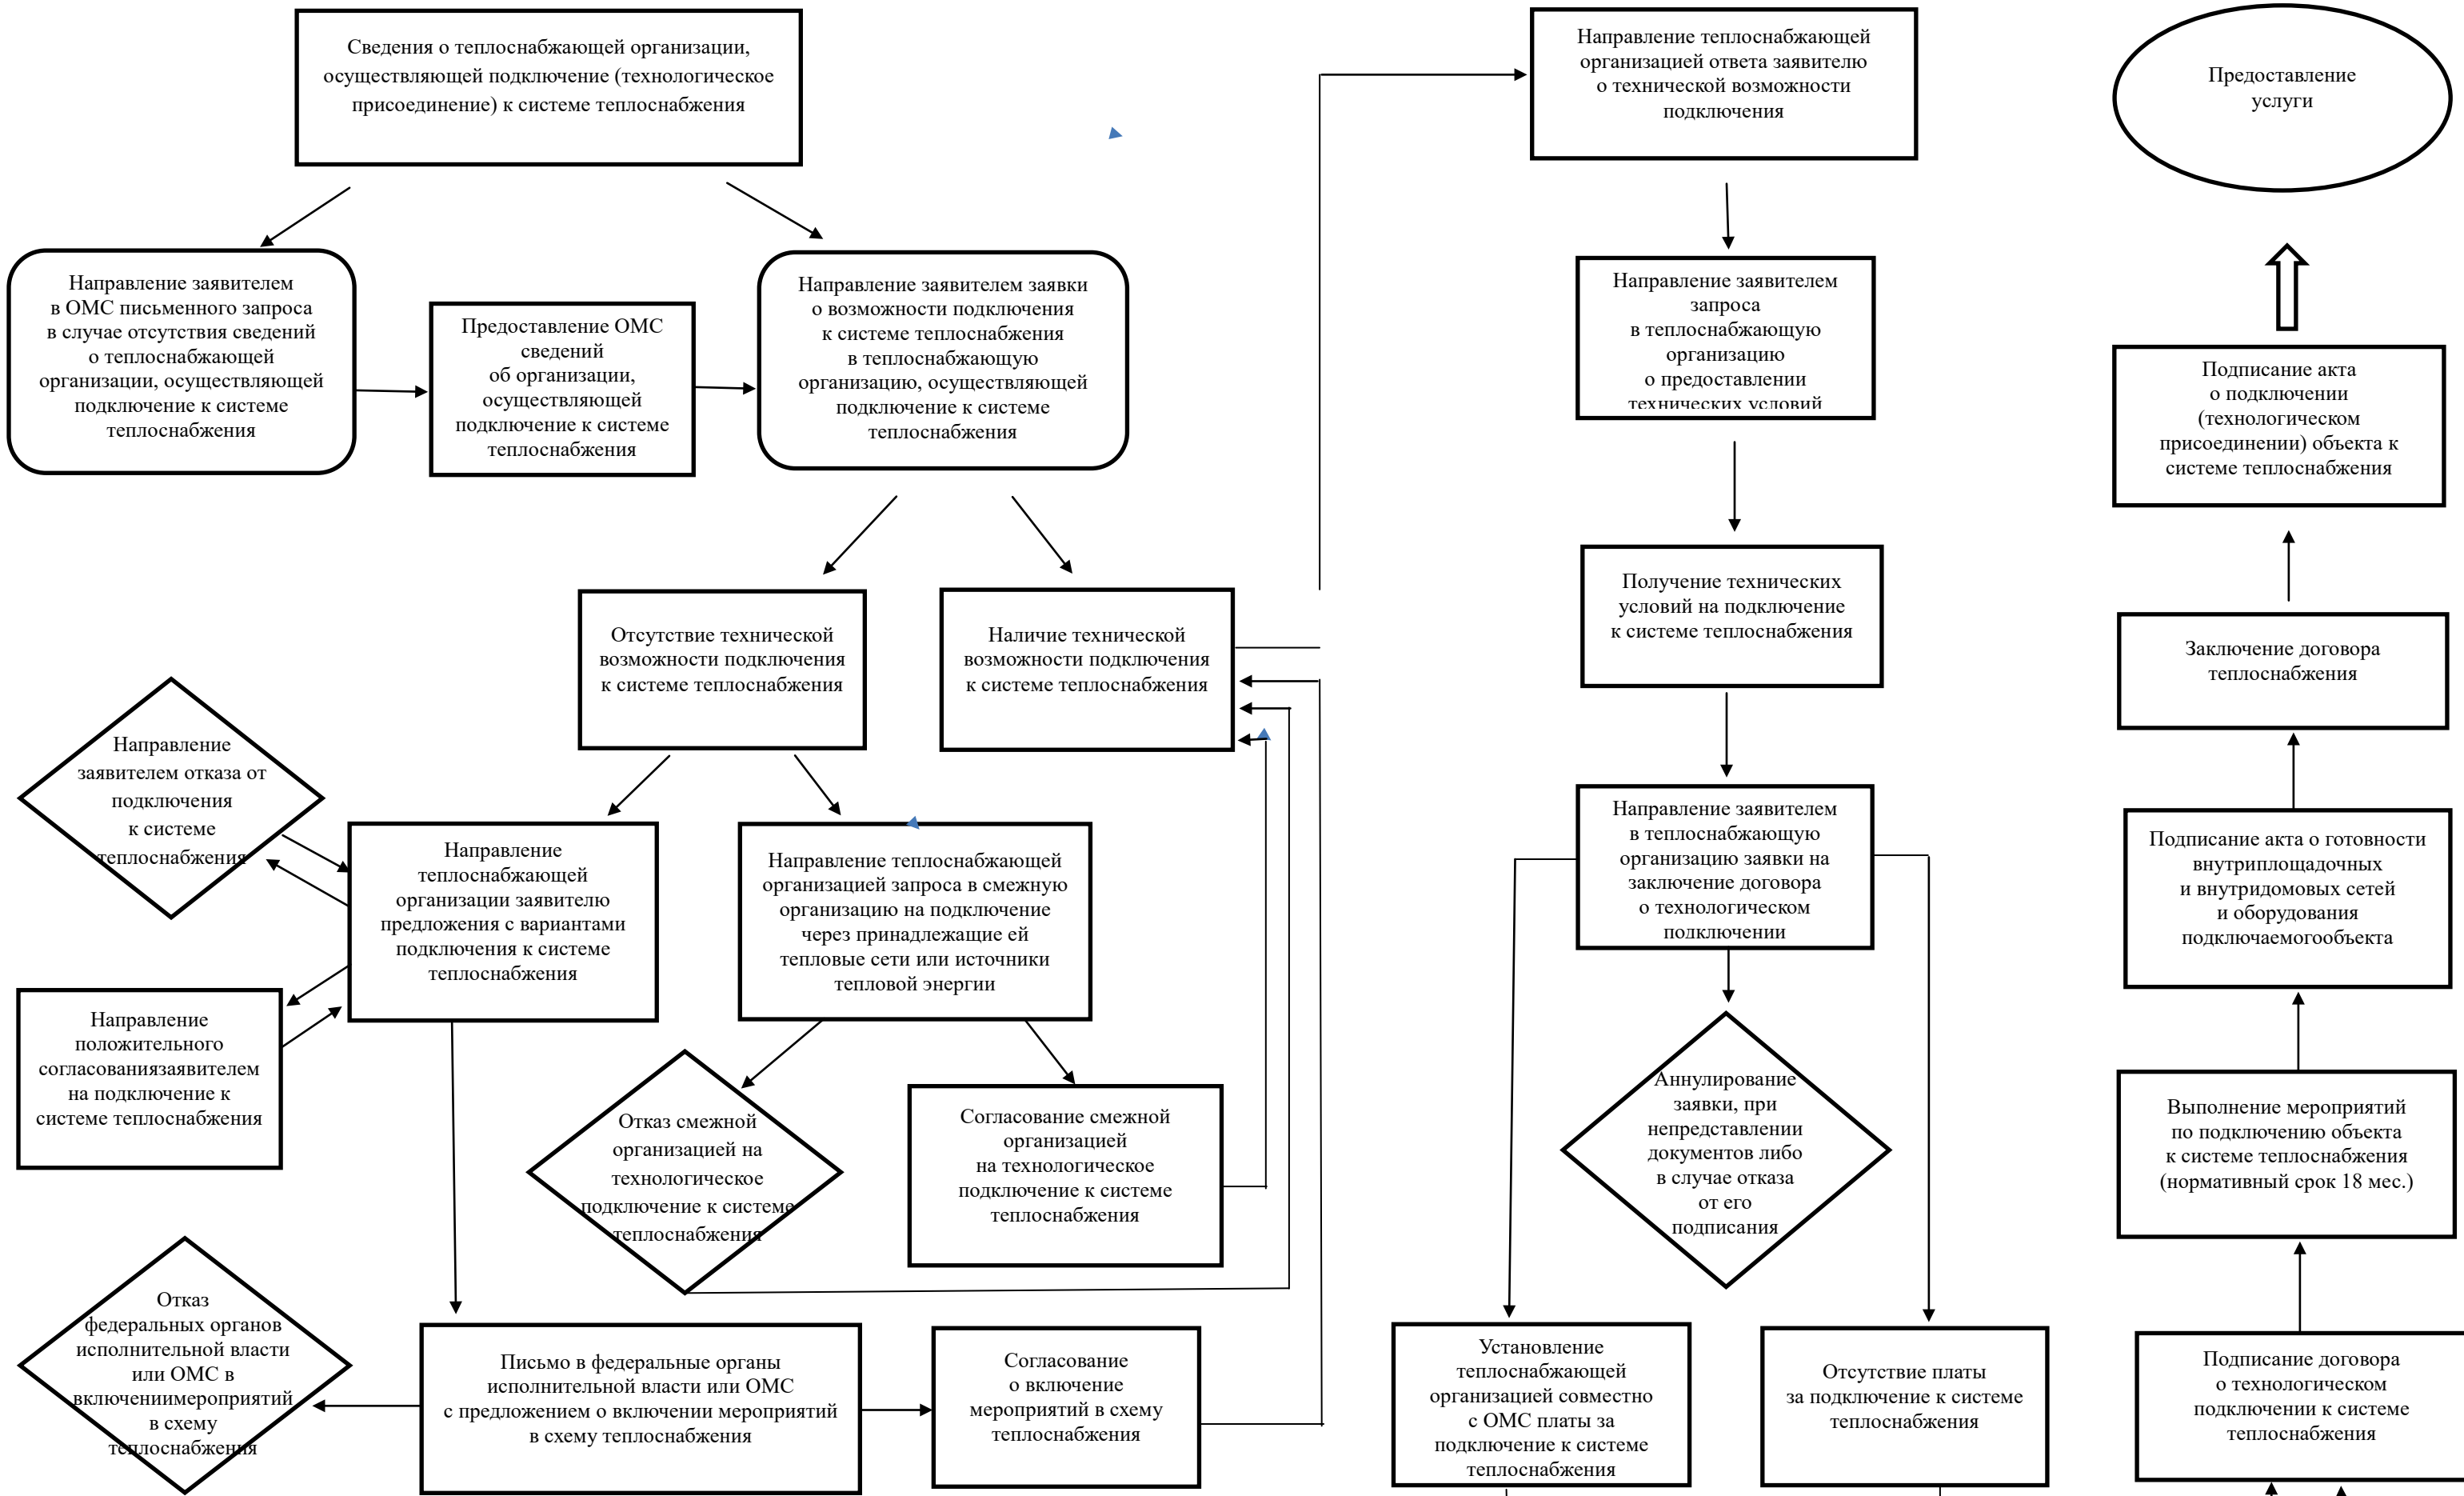 Сведения о теплоснабжающей организации,
осуществляющей подключение (технологическое
присоединение) к системе теплоснабжения
Направление заявителем
в ОМС письменного запроса
в случае отсутствия сведений
о теплоснабжающей
организации, осуществляющей
подключение к системе
теплоснабжения
Предоставление ОМС
сведений
об организации,
осуществляющей
подключение к системе
теплоснабжения
Направление заявителем заявки
о возможности подключения
к системе теплоснабжения
в теплоснабжающую
организацию, осуществляющей
подключение к системе
теплоснабжения
Отсутствие технической
возможности подключения
к системе теплоснабжения
Наличие технической
возможности подключения
к системе теплоснабжения
Направление
заявителем отказа от
подключения
к системе
теплоснабжения
Направление
теплоснабжающей
организации заявителю
предложения с вариантами
подключения к системе
теплоснабжения
Направление теплоснабжающей
организацией запроса в смежную
организацию на подключение
через принадлежащие ей
тепловые сети или источники
тепловой энергии
Направление
положительного
согласованиязаявителем
на подключение к
системе теплоснабжения
Отказ смежной
организацией на
технологическое
подключение к системе
теплоснабжения
Согласование смежной
организацией
на технологическое
подключение к системе
теплоснабжения
Отказ
федеральных органов
исполнительной власти
или ОМС в
включениимероприятий
в схему
теплоснабжения
Письмо в федеральные органы
исполнительной власти или ОМС
с предложением о включении мероприятий
в схему теплоснабжения
Согласование
о включение
мероприятий в схему
теплоснабжения
Направление теплоснабжающей
организацией ответа заявителю
о технической возможности
подключения
Направление заявителем
запроса
в теплоснабжающую
организацию
о предоставлении
технических условий
Получение технических
условий на подключение
к системе теплоснабжения
Направление заявителем
в теплоснабжающую
организацию заявки на
заключение договора
о технологическом
подключении
Аннулирование
заявки, при
непредставлении
документов либо
в случае отказа
от его
подписания
Установление
теплоснабжающей
организацией совместно
с ОМС платы за
подключение к системе
теплоснабжения
Отсутствие платы
за подключение к системе
теплоснабжения
Предоставление
услуги
Подписание акта
о подключении
(технологическом
присоединении) объекта к
системе теплоснабжения
Заключение договора
теплоснабжения
Подписание акта о готовности
внутриплощадочных
и внутридомовых сетей
и оборудования
подключаемогообъекта
Выполнение мероприятий
по подключению объекта
к системе теплоснабжения
(нормативный срок 18 мес.)
Подписание договора
о технологическом
подключении к системе
теплоснабжения